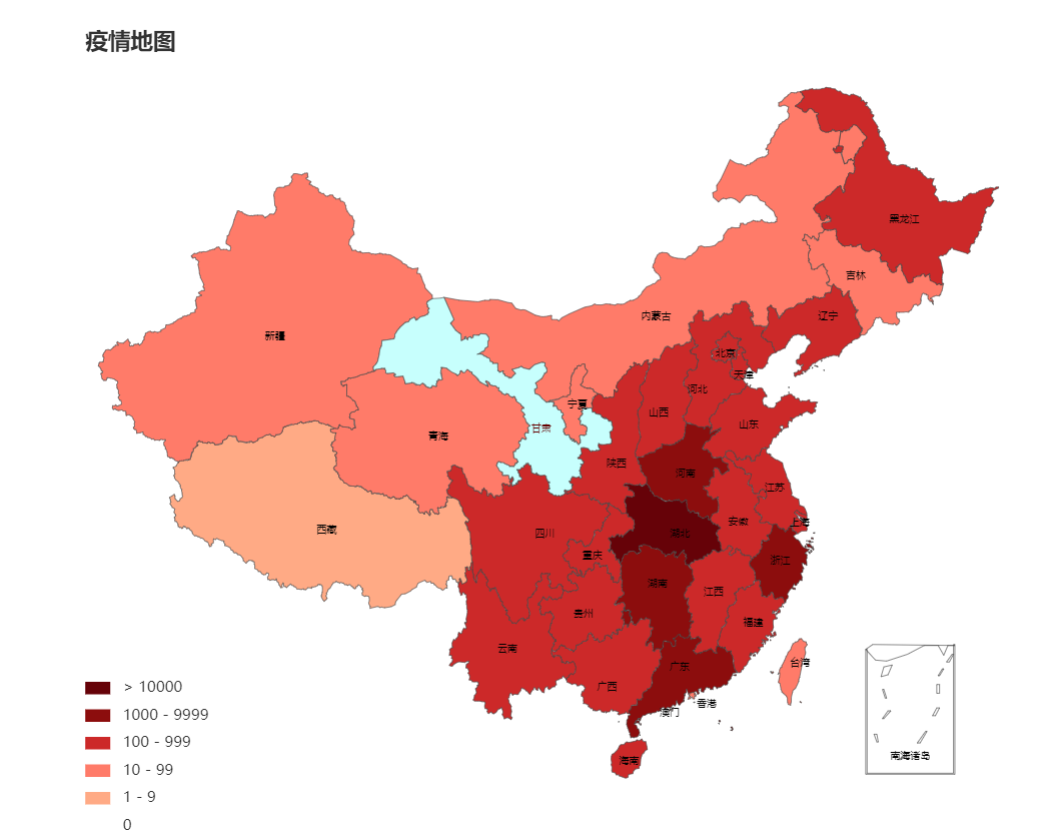 疫情地图
黑龙江
吉林
内蒙古
辽宁
新疆
北京
天津
河北
宁夏
山西
甘肃
山东
青海
陕西
河南
江苏
安徽
上海
西藏
四川
湖北
重庆
浙江
湖南
江西
贵州
福建
云南
台湾
广东
广西
香港
澳门
南海诸岛
海南
> 10000
1000 - 9999
100 - 999
10 - 99
1 - 9
0